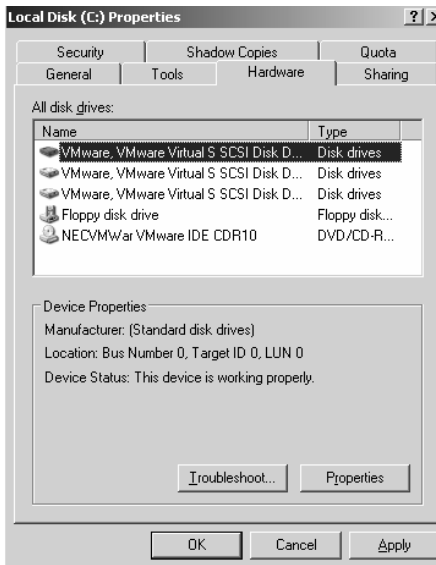 Local Disk (C:) Properties
Security Shadow Copies Quota
General Tools Hardware Sharing
All disk drives:
Name Type
VMware, VMware Virtual S SCSI Disk D... Disk drives
VMware, VMware Virtual S SCSI Disk D... Disk drives
VMware, VMware Virtual S SCSI Disk D... Disk drives
Floppy disk drive Floppy disk...
NECVMWar VMware IDE CDR10 DVD/CD-R...
Device Properties
Manufacturer: (Standard disk drives)
Location: Bus Number 0, Target ID 0, LUN 0
Device Status: This device is working properly.
Troubleshoot... Properties
OK Cancel Apply